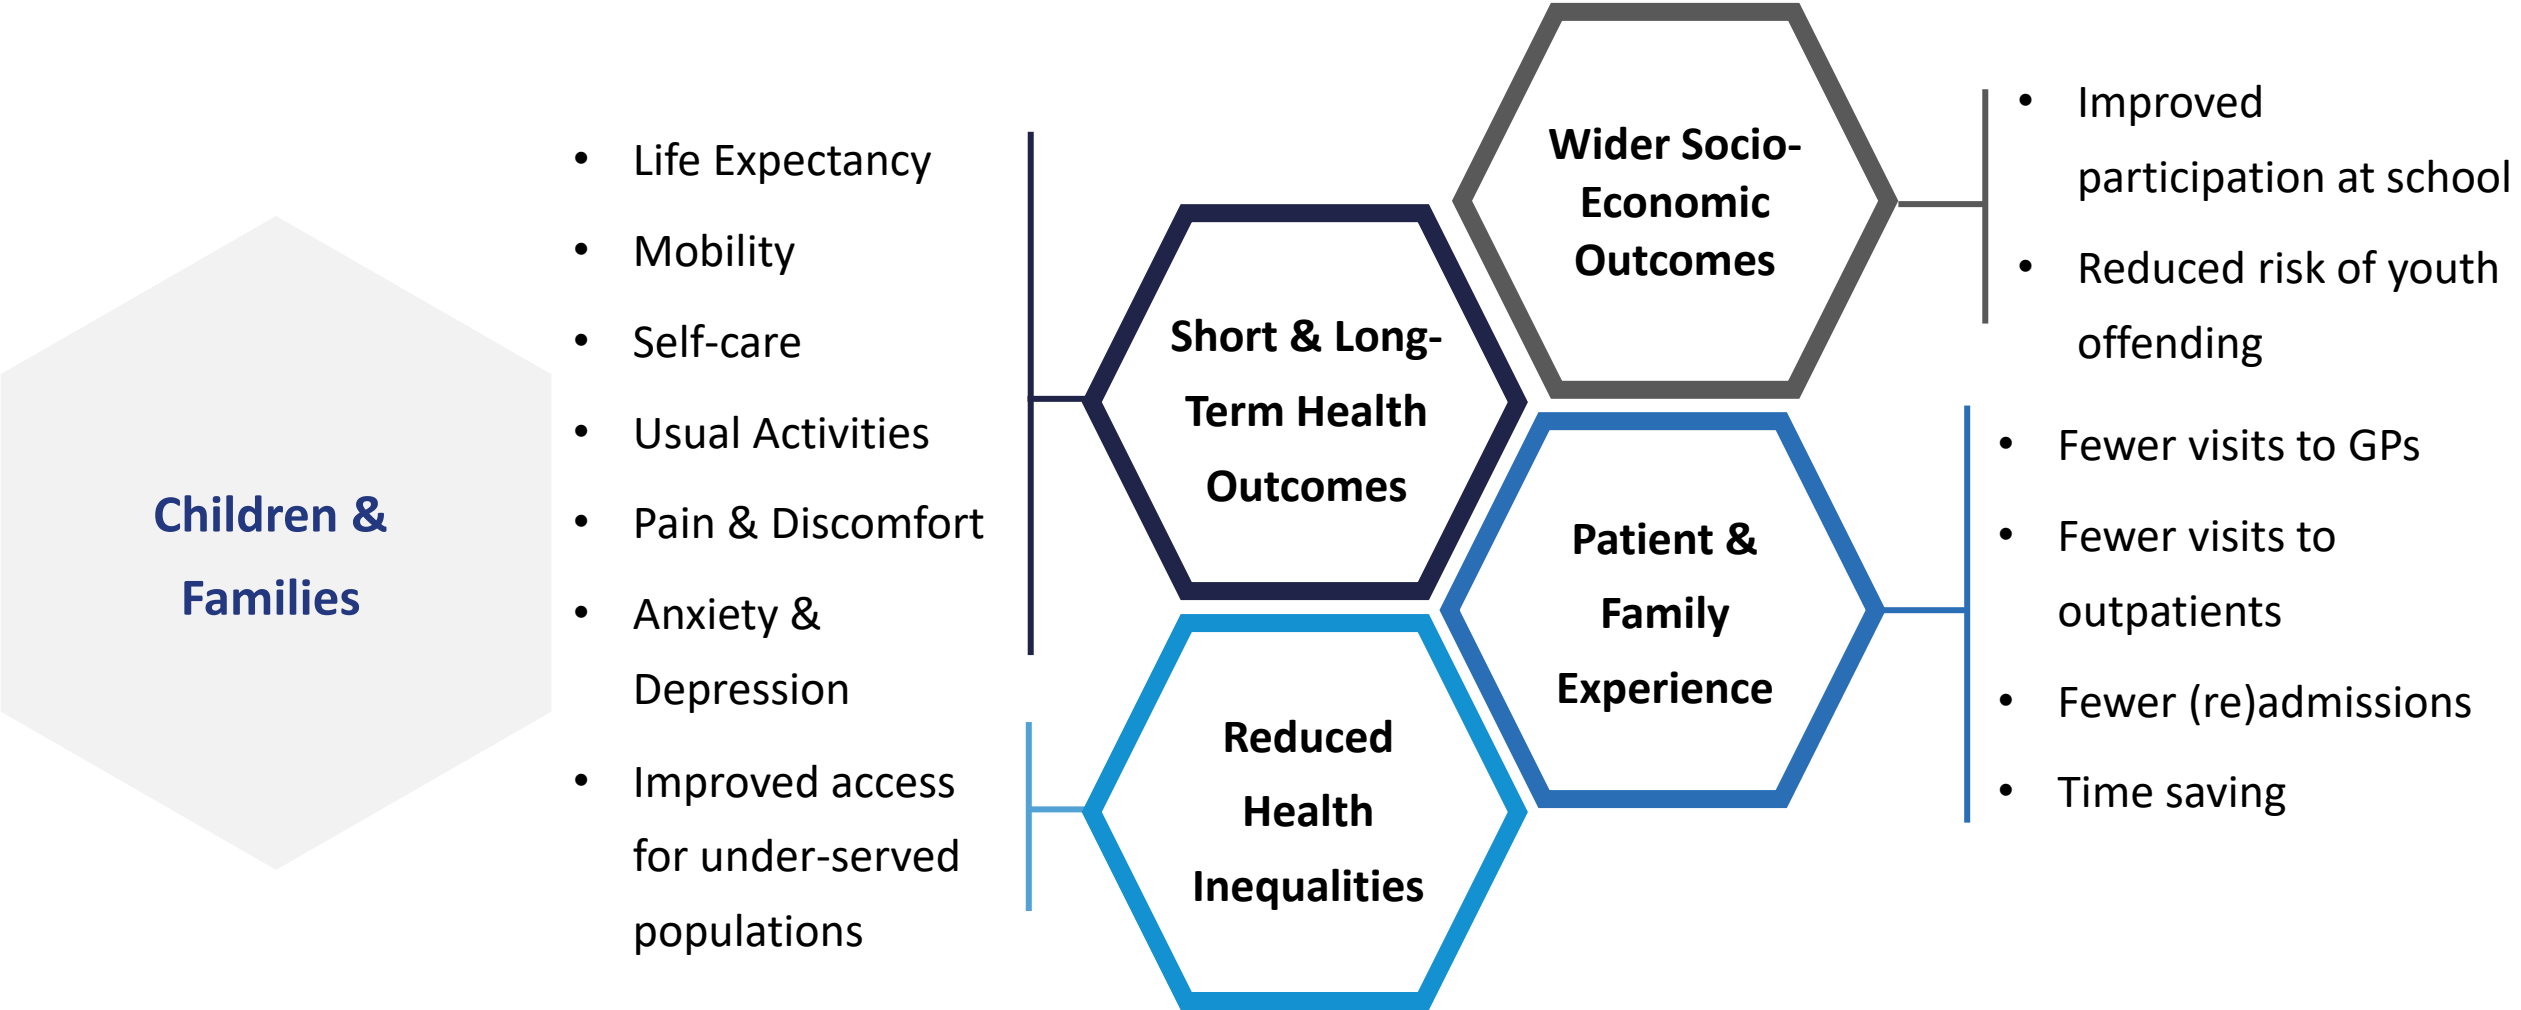 Children &
Families
• Life Expectancy
• Mobility
• Self-care
• Usual Activities
• Pain & Discomfort
• Anxiety &
Depression
• Improved access
for under-served
populations
Short & Long-
Term Health
Outcomes
Reduced
Health
Inequalities
Wider Socio-
Economic
Outcomes
Patient &
Family
Experience
• Improved
participation at school
• Reduced risk of youth
offending
• Fewer visits to GPs
• Fewer visits to
outpatients
• Fewer (re)admissions
• Time saving